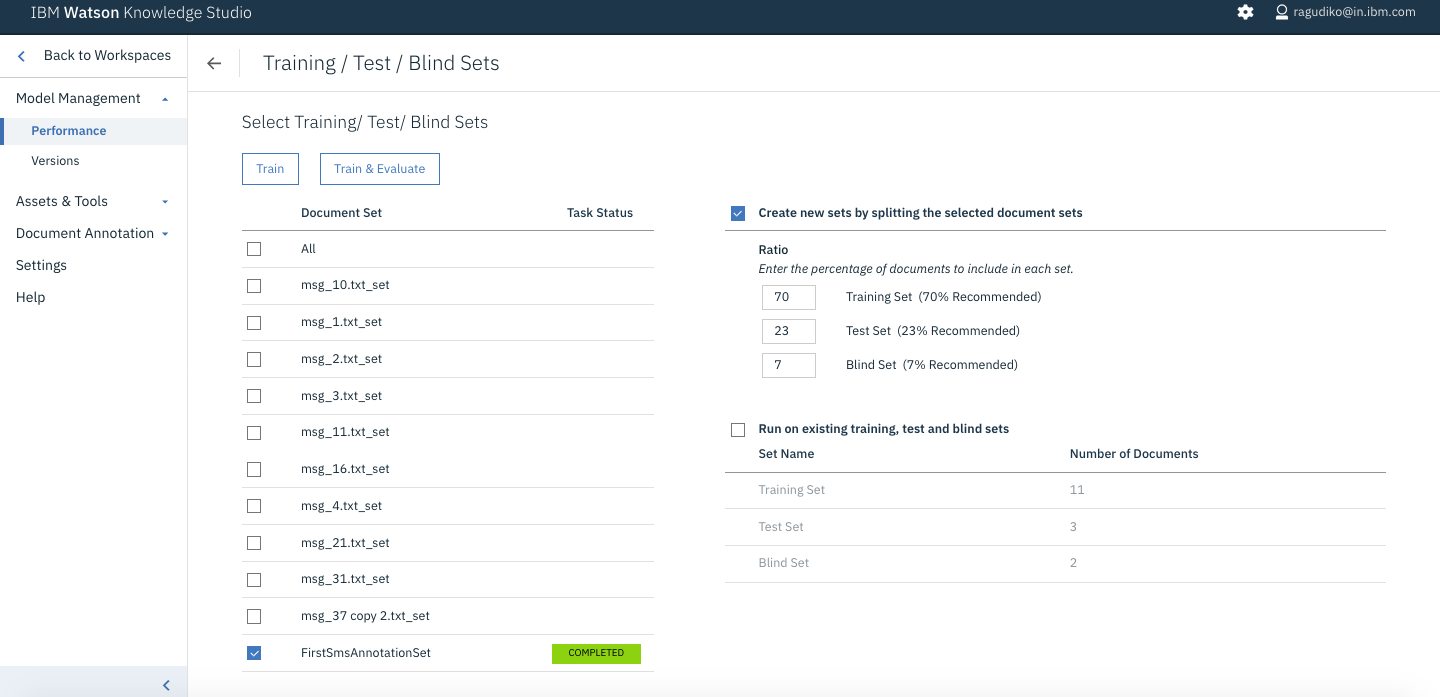 IBM Watson Knowledge Studio
ragudiko@in.ibm.com
Back to Workspaces
Training / Test / Blind Sets
Model Management
Performance
Versions
Assets & Tools
Document Annotation
Settings
Help
Select Training/ Test/ Blind Sets
Train
Train & Evaluate
Document Set
Task Status
All
msg_10.txt_set
msg_1.txt_set
msg_2.txt_set
msg_3.txt_set
msg_11.txt_set
msg_16.txt_set
msg_4.txt_set
msg_21.txt_set
msg_31.txt_set
msg_37 copy 2.txt_set
FirstSmsAnnotationSet
COMPLETED
Create new sets by splitting the selected document sets
Ratio
Enter the percentage of documents to include in each set.
70 Training Set (70% Recommended)
23 Test Set (23% Recommended)
7 Blind Set (7% Recommended)
Run on existing training, test and blind sets
Set Name Number of Documents
Training Set 11
Test Set 3
Blind Set 2